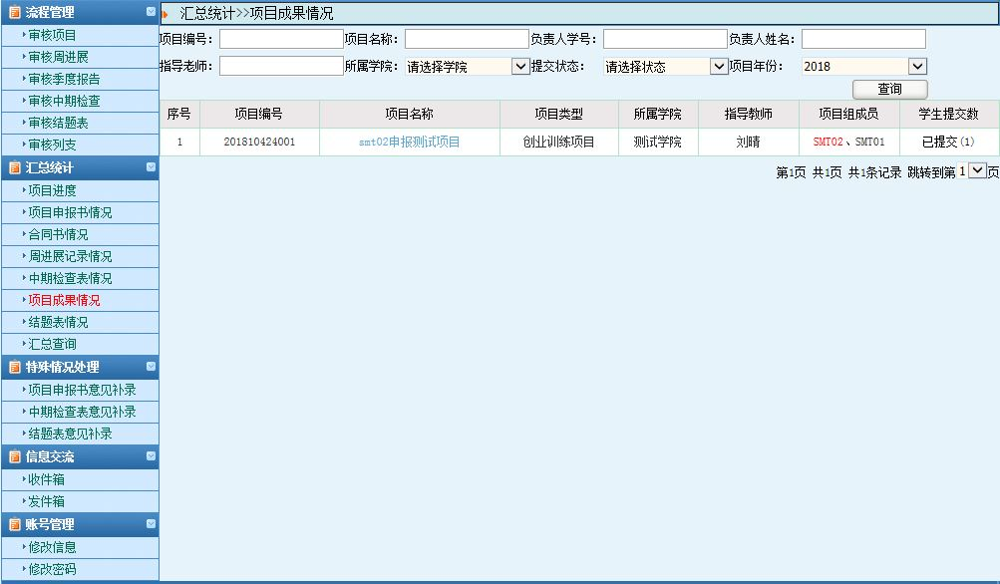 流程管理
审核项目
审核周进展
审核季度报告
审核中期检查
审核结题表
审核列支
汇总统计
项目进度
项目申报书情况
合同书情况
周进展记录情况
中期检查表情况
项目成果情况
结题表情况
汇总查询
特殊情况处理
项目申报书意见补录
中期检查表意见补录
结题表意见补录
信息交流
收件箱
发件箱
账号管理
修改信息
修改密码
汇总统计>>项目成果情况
项目编号： 项目名称： 负责人学号： 负责人姓名：
指导老师： 所属学院： 请选择学院 提交状态： 请选择状态 项目年份： 2018
查询
序号 项目编号 项目名称 项目类型 所属学院 指导教师 项目组成员 学生提交数
1 201810424001 smt02申报测试项目 创业训练项目 测试学院 刘晴 SMT02、SMT01 已提交(1)
第1页 共1页 共1条记录 跳转到第 1 页